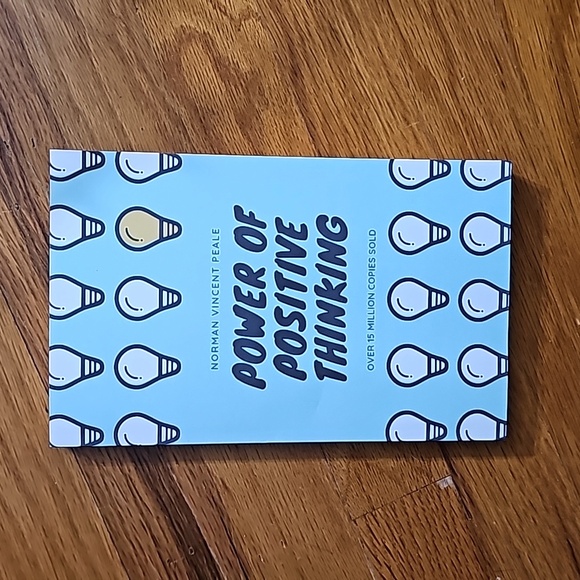 NORMAN VINCENT PEALE
POWER OF
POSITIVE
THINKING
OVER 15 MILLION COPIES SOLD